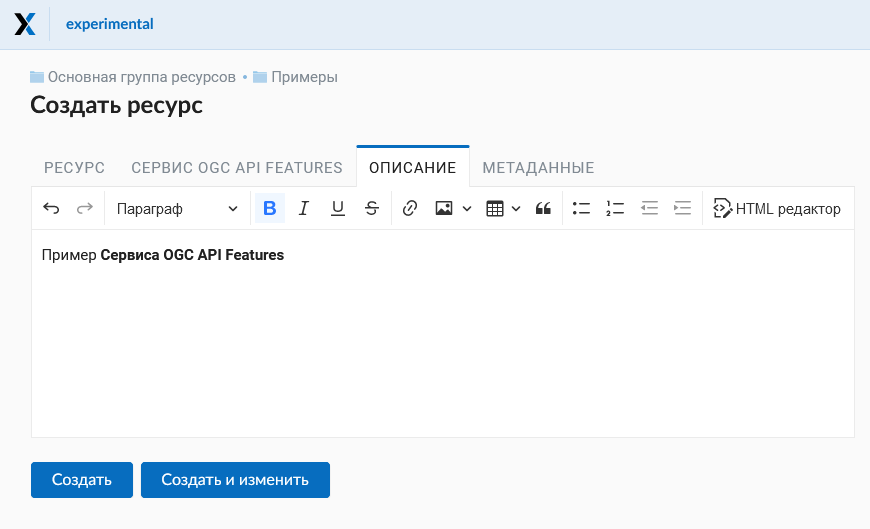 experimental
Основная группа ресурсов • Примеры
Создать ресурс
РЕСУРС СЕРВИС OGC API FEATURES ОПИСАНИЕ МЕТАДАННЫЕ
Параграф B I U S HTML редактор
Пример Сервиса OGC API Features
Создать Создать и изменить